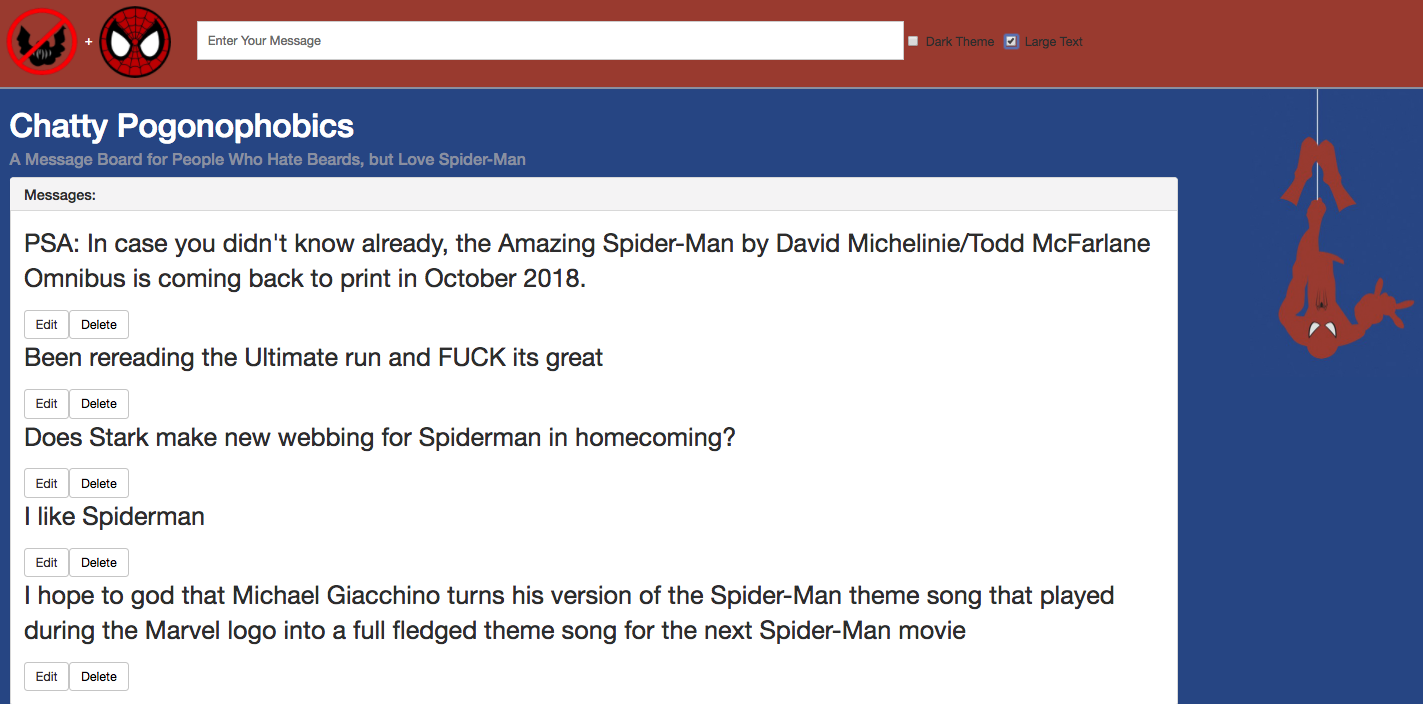 +
Enter Your Message
Dark Theme
Large Text
Chatty Pogonophobics
A Message Board for People Who Hate Beards, but Love Spider-Man
Messages:
PSA: In case you didn't know already, the Amazing Spider-Man by David Michelinie/Todd McFarlane
Omnibus is coming back to print in October 2018.
Edit Delete
Been rereading the Ultimate run and FUCK its great
Edit Delete
Does Stark make new webbing for Spiderman in homecoming?
Edit Delete
I like Spiderman
Edit Delete
I hope to god that Michael Giacchino turns his version of the Spider-Man theme song that played
during the Marvel logo into a full fledged theme song for the next Spider-Man movie
Edit Delete